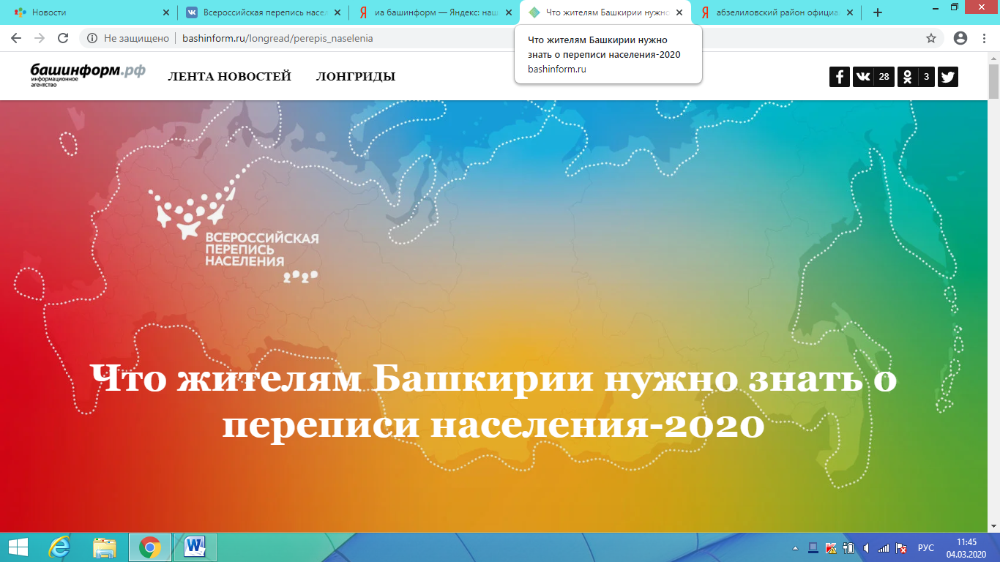 Новости
Всероссийская перепись насел
иа башинформ — Яндекс: наш
Что жителям Башкирии нужно
абзелиловский район официа
Не защищено
bashinform.ru/longread/perepis_naselenia
Что жителям Башкирии нужно
знать о переписи населения-2020
bashinform.ru
башинформ.рф
информационное
агентство
ЛЕНТА НОВОСТЕЙ
ЛОНГРИДЫ
28
3
ВСЕРОССИЙСКАЯ
ПЕРЕПИСЬ
НАСЕЛЕНИЯ
2020
Что жителям Башкирии нужно знать о
переписи населения-2020
РУС
11:45
04.03.2020